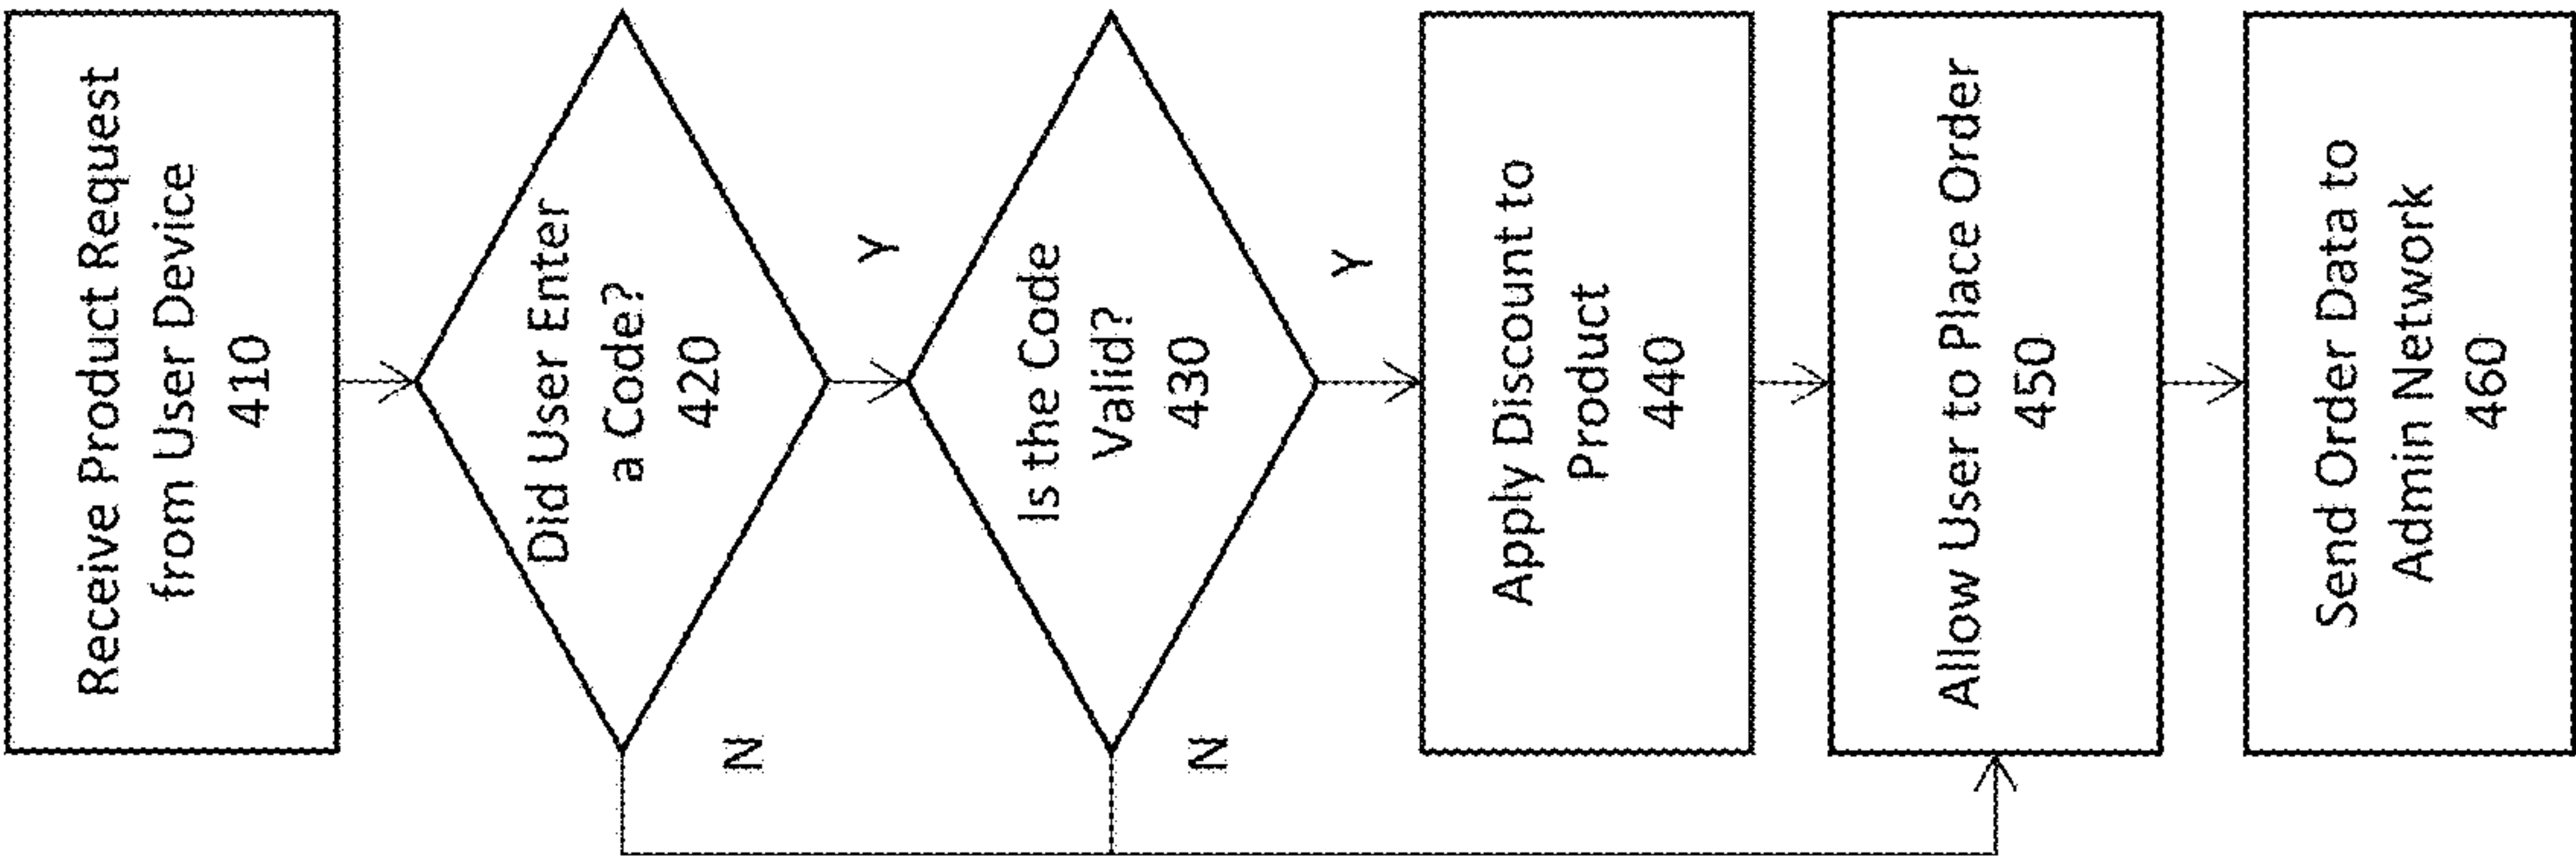 Receive Product Request
from User Device
410
Did User Enter
a Code?
420
Y
N
Is the Code
Valid?
430
Y
N
Apply Discount to
Product
440
Allow User to Place Order
450
Send Order Data to
Admin Network
460